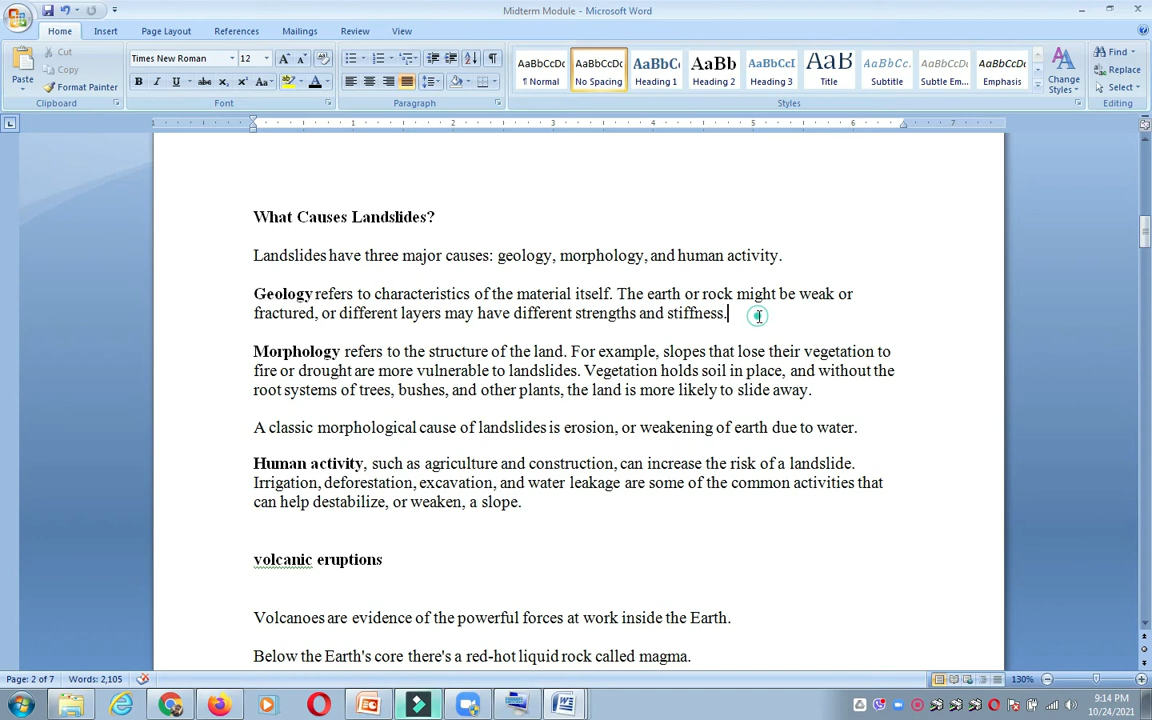 Midterm Module - Microsoft Word
Home
Insert
Page Layout
References
Mailings
Review
View
Paste
Cut
Copy
Format Painter
Clipboard
Times New Roman
12
Font
Paragraph
AaBbCcDc
¶ Normal
AaBbCcDc
No Spacing
AaBbC
Heading 1
AaBb
Heading 2
AaBbCcI
Heading 3
AaB
Title
AaBbCc.
Subtitle
AaBbCcDc
Subtle Em...
AaBbCcDc
Emphasis
Change Styles
Styles
Find
Replace
Select
Editing
1 1 2 3 4 5 6 7
What Causes Landslides?
Landslides have three major causes: geology, morphology, and human activity.
Geology refers to characteristics of the material itself. The earth or rock might be weak or
fractured, or different layers may have different strengths and stiffness.
Morphology refers to the structure of the land. For example, slopes that lose their vegetation to
fire or drought are more vulnerable to landslides. Vegetation holds soil in place, and without the
root systems of trees, bushes, and other plants, the land is more likely to slide away.
A classic morphological cause of landslides is erosion, or weakening of earth due to water.
Human activity, such as agriculture and construction, can increase the risk of a landslide.
Irrigation, deforestation, excavation, and water leakage are some of the common activities that
can help destabilize, or weaken, a slope.
volcanic eruptions
Volcanoes are evidence of the powerful forces at work inside the Earth.
Below the Earth's core there's a red-hot liquid rock called magma.
Page: 2 of 7
Words: 2,105
130%
9:14 PM
10/24/2021